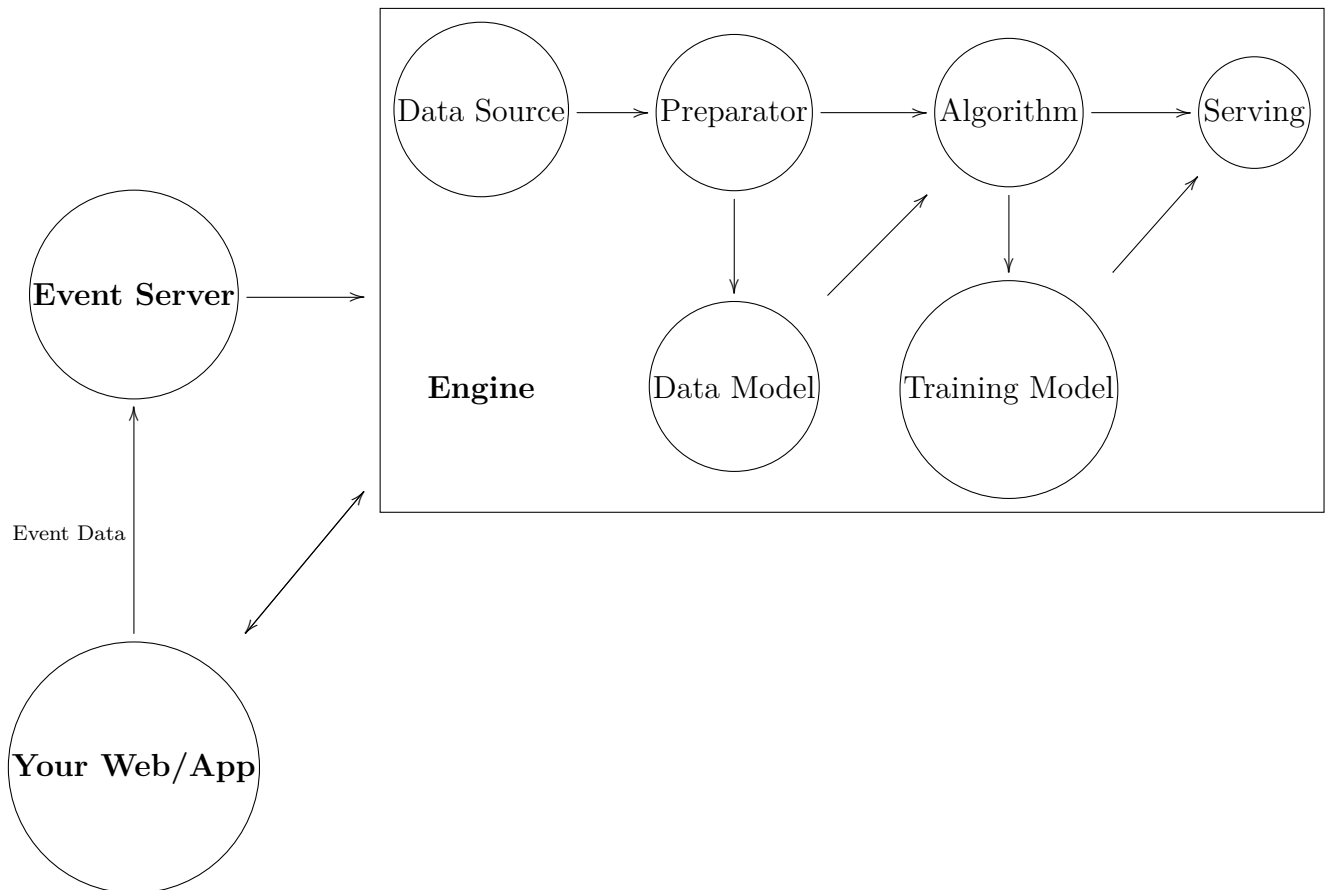 Data Source
Preparator
Algorithm
Serving
Event Server
Engine
Data Model
Training Model
Event Data
Your Web/App